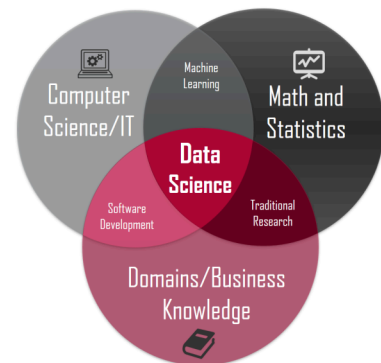 Machine
Learning
Computer
Science/IT
Math and
Statistics
Data
Science
Software
Development
Traditional
Research
Domains/Business
Knowledge